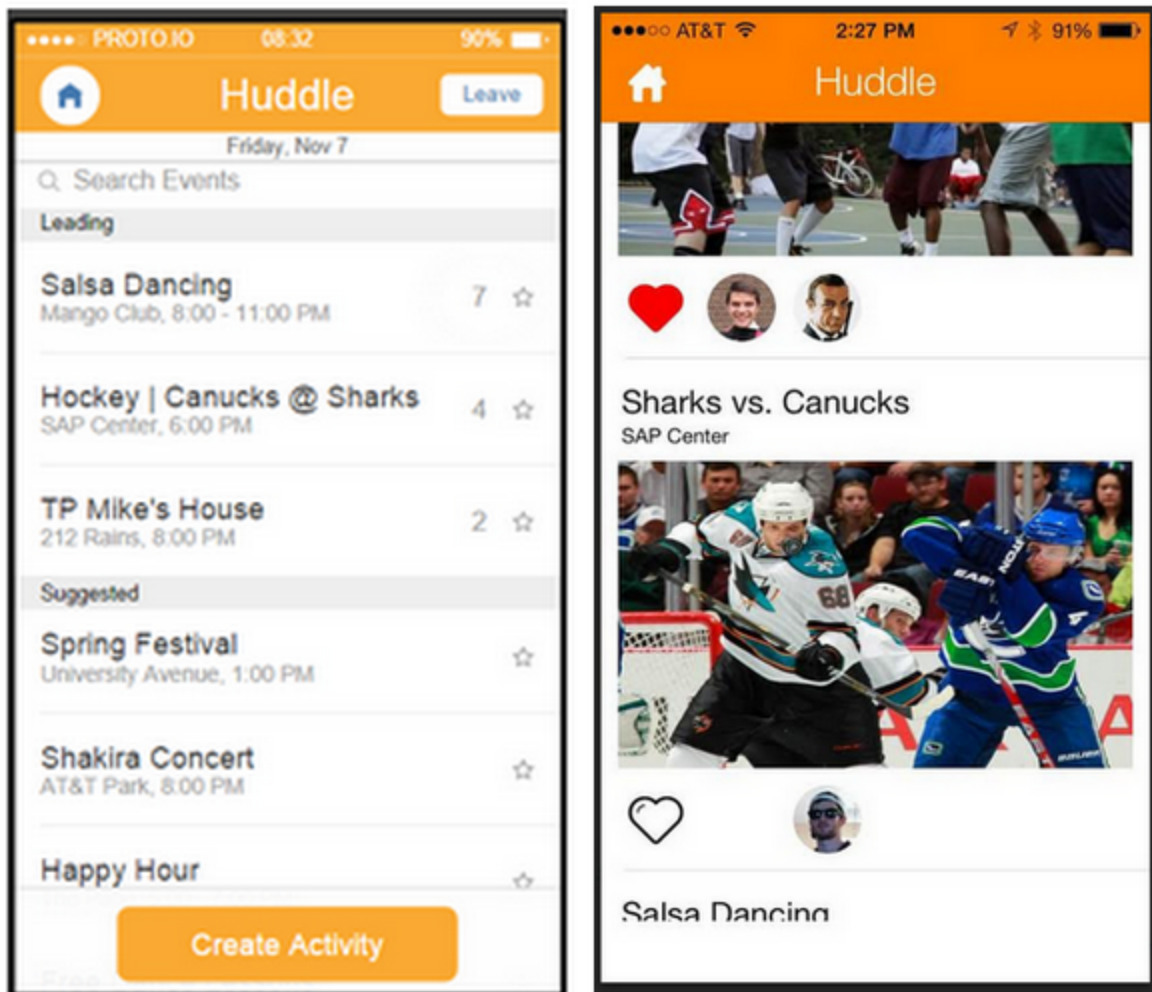 PROTO.IO 08:32 90%
Huddle Leave
Friday, Nov 7
Search Events
Leading
Salsa Dancing
Mango Club, 8:00 - 11:00 PM
7
Hockey | Canucks @ Sharks
SAP Center, 6:00 PM
4
TP Mike's House
212 Rains, 8:00 PM
2
Suggested
Spring Festival
University Avenue, 1:00 PM
Shakira Concert
AT&T Park, 8:00 PM
Happy Hour
Create Activity
AT&T 2:27 PM 91%
Huddle
Sharks vs. Canucks
SAP Center
68
EAST
Salsa Dancing